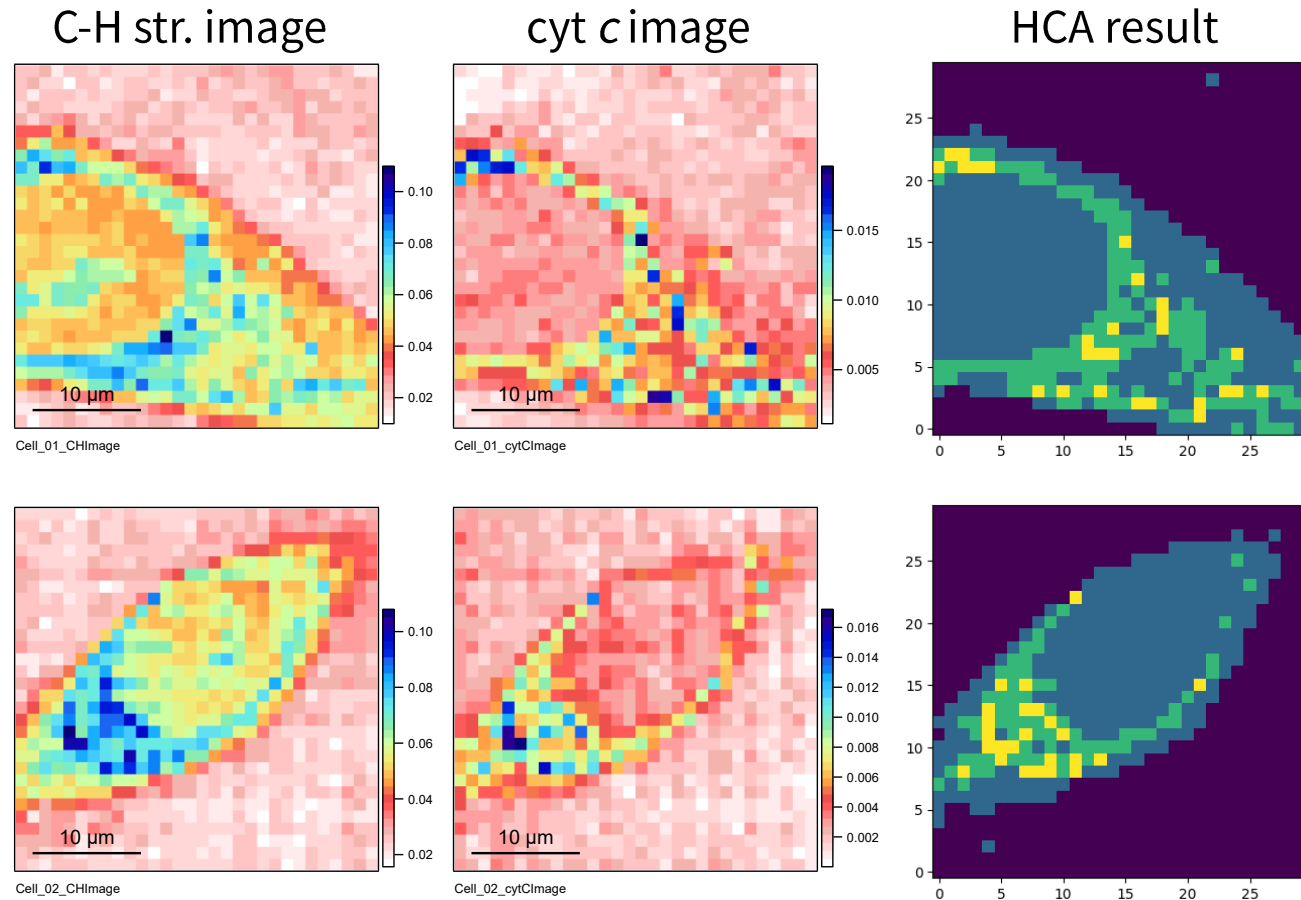 C-H str. image
cyt c image
HCA result
0.10
0.08
0.06
0.04
0.02
10 µm
Cell_01_CHImage
0.015
0.010
0.005
10 µm
Cell_01_cytCImage
25
20
15
10
5
0
0 5 10 15 20 25
0.10
0.08
0.06
0.04
0.02
10 µm
Cell_02_CHImage
0.016
0.014
0.012
0.010
0.008
0.006
0.004
0.002
10 µm
Cell_02_cytCImage
25
20
15
10
5
0
0 5 10 15 20 25